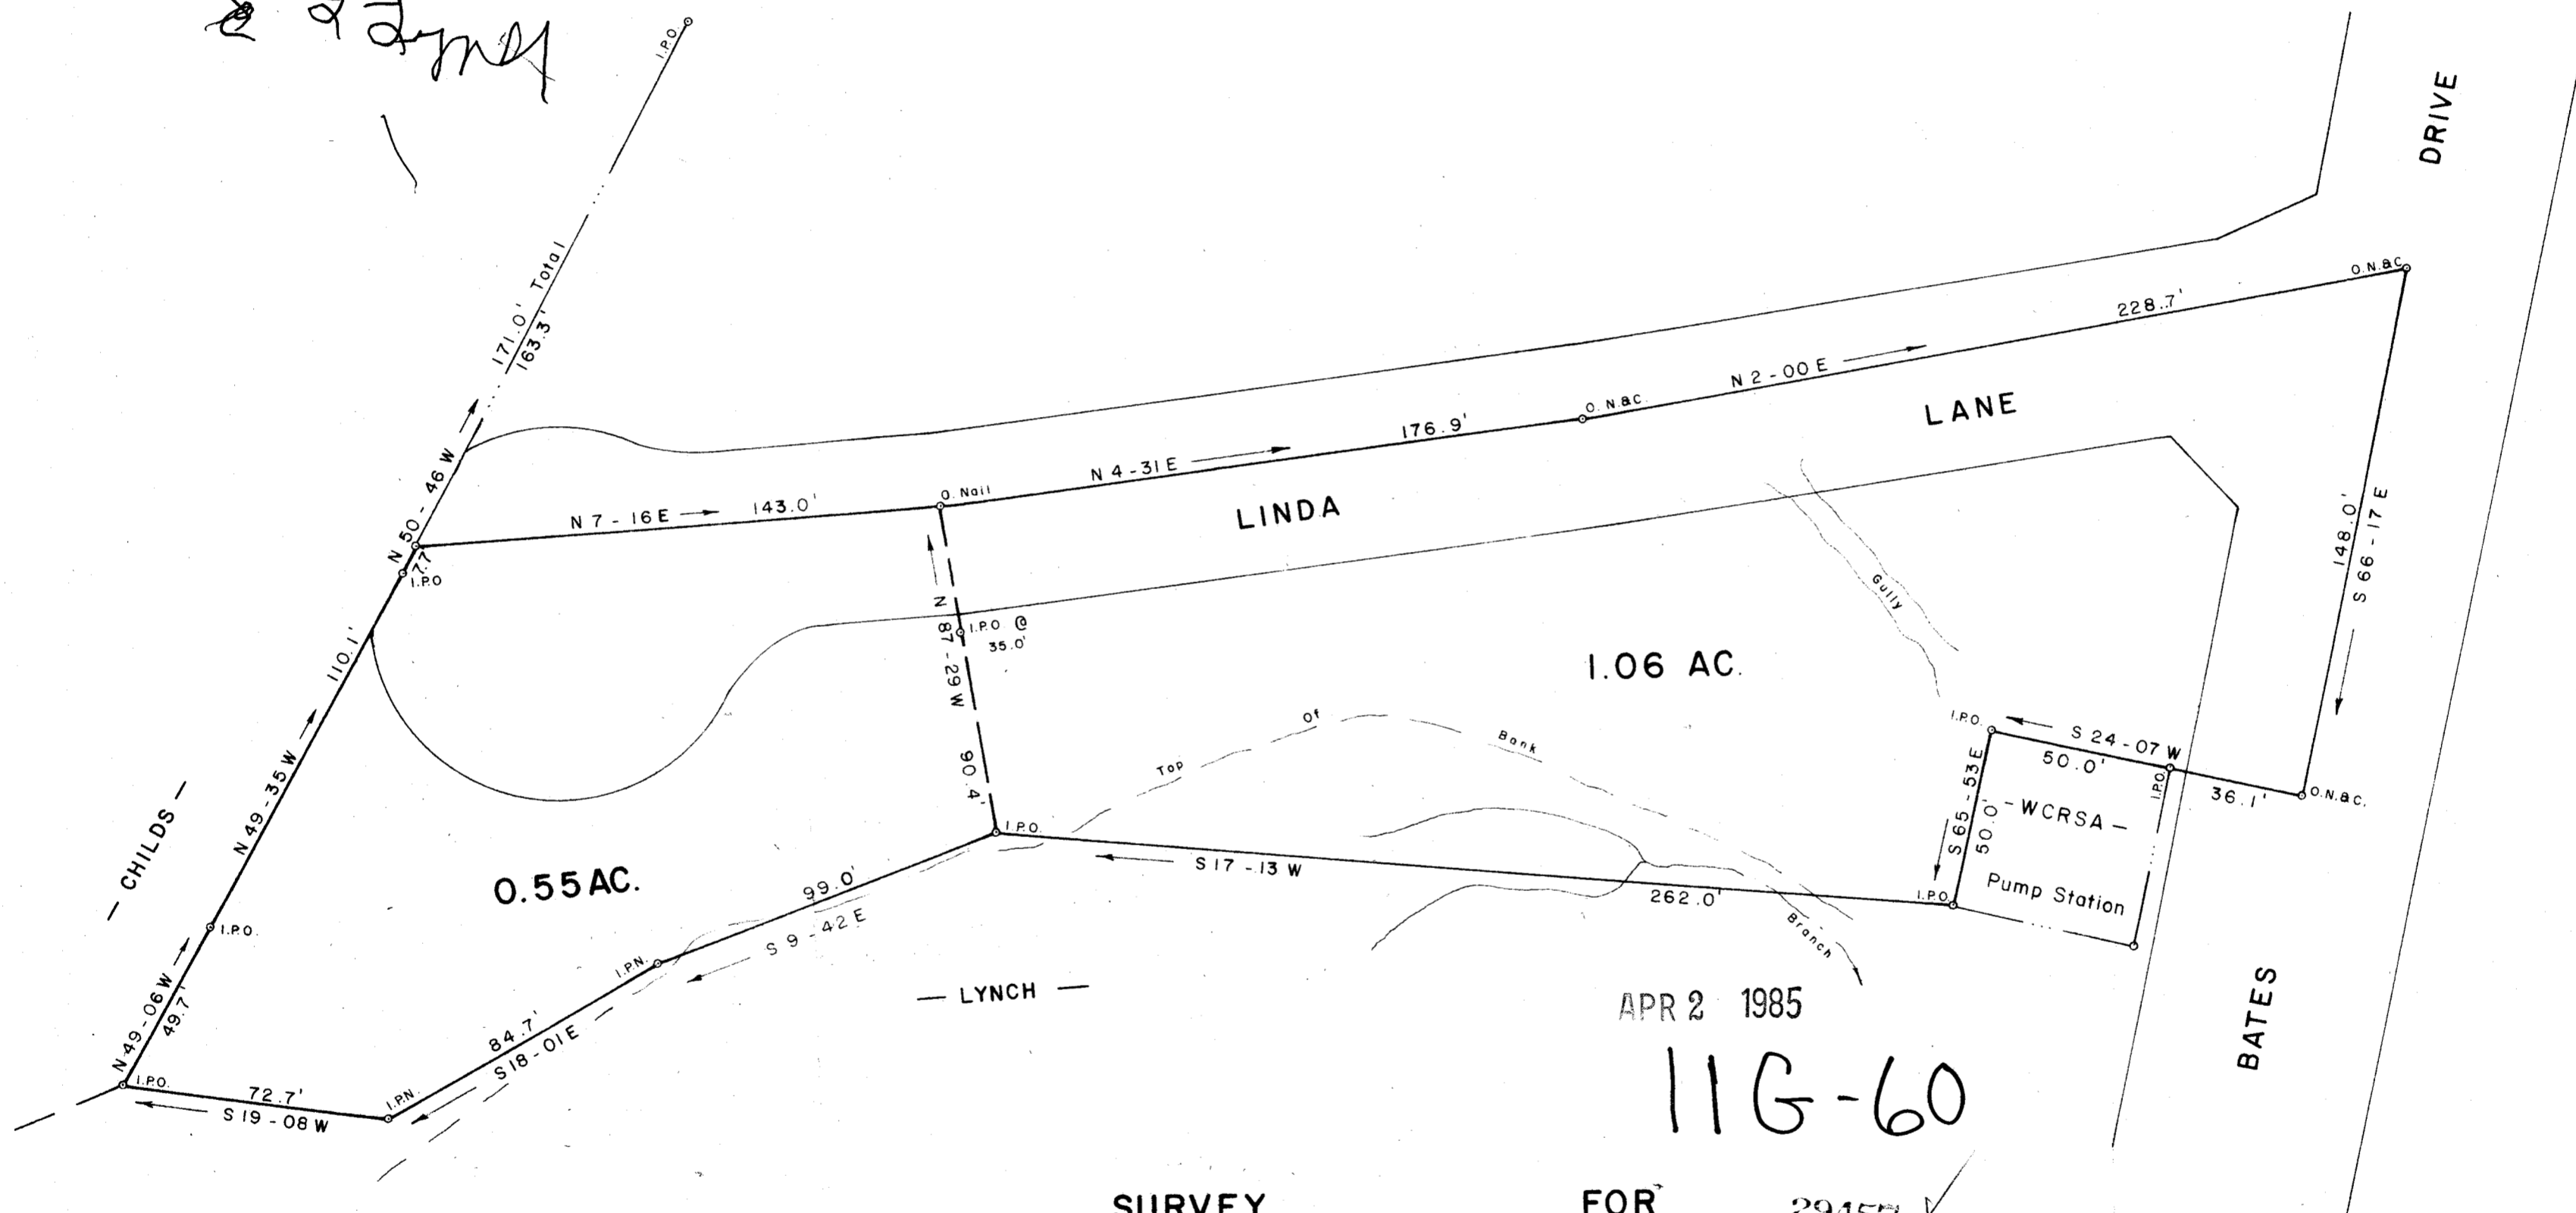 Lynch
I.P.O.
DRIVE
171.0' Total
163.3'
O.N.&C.
228.7'
N 2-00 E
LANE
O.N.&C.
176.9'
N 4-31 E
N 50-46 W
O. Nail
LINDA
N 7-16 E 143.0'
148.0'
S 66-17 E
7.7
I.P.O
Gully
I.P.O @
35.0'
N 87-29 W 90.4'
110.1'
1.06 AC.
Top Of Bank
I.P.O.
S 24-07 W
50.0'
I.P.O.
36.1'
O.N.&C.
N 49-35 W
S 65-53 E
50.0'
-WCRSA-
Pump Station
— CHILDS —
I.P.O.
S 17-13 W
262.0'
I.P.O.
0.55 AC.
99.0'
S 9-42 E
Branch
I.P.O.
I.P.N.
— LYNCH —
N 49-06 W
49.7'
84.7'
S 18-01 E
APR 2 1985
BATES
I.P.O.
72.7'
S 19-08 W
I.P.N.
11G-60
SURVEY FOR